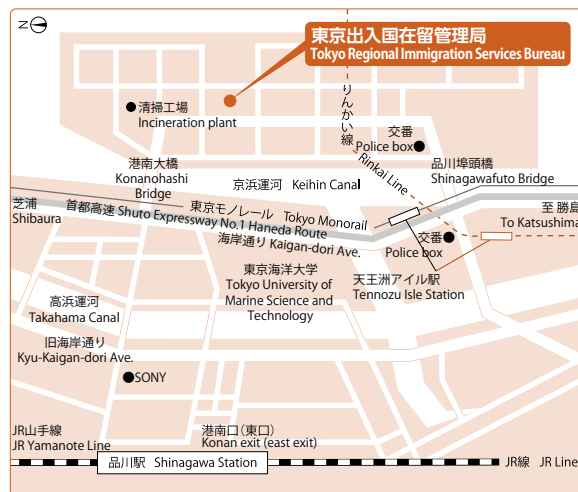 N
東京出入国在留管理局
Tokyo Regional Immigration Services Bureau
清掃工場
Incineration plant
りんかい線
交番
Police box
港南大橋
Konanohashi
Bridge
京浜運河 Keihin Canal
Rinkai Line
品川埠頭橋
Shinagawafuto Bridge
芝浦
Shibaura
首都高速 Shuto Expressway No.1 Haneda Route
東京モノレール Tokyo Monorail
海岸通り Kaigan-dori Ave.
交番
Police box
至 勝島
To Katsushima
東京海洋大学
Tokyo University of
Marine Science and
Technology
天王洲アイル駅
Tennozu Isle Station
高浜運河
Takahama Canal
旧海岸通り
Kyu-Kaigan-dori Ave.
SONY
JR山手線
JR Yamanote Line
港南口(東口)
Konan exit (east exit)
品川駅 Shinagawa Station
JR線 JR Line